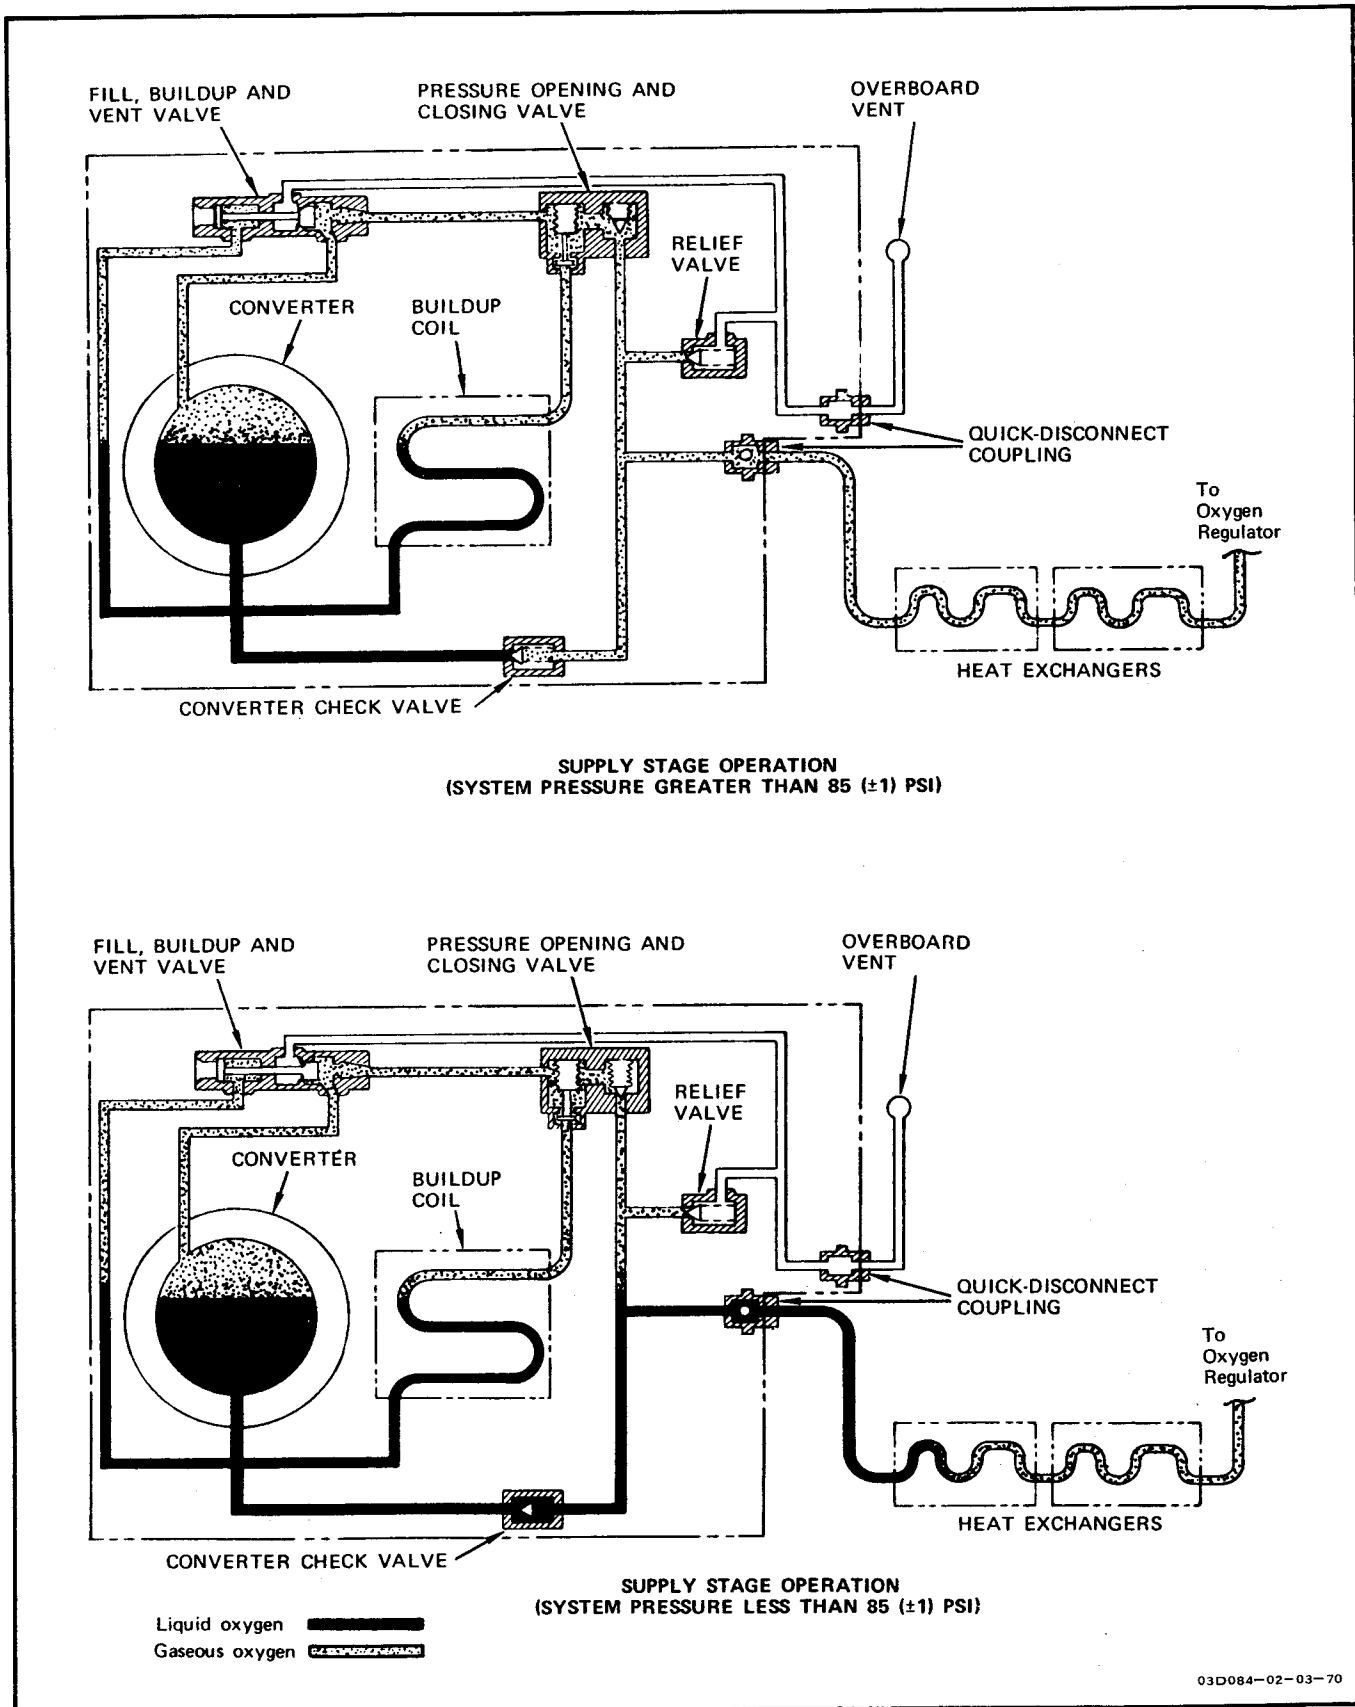 FILL, BUILDUP AND
VENT VALVE
PRESSURE OPENING AND
CLOSING VALVE
OVERBOARD
VENT
RELIEF
VALVE
CONVERTER
BUILDUP
COIL
QUICK-DISCONNECT
COUPLING
To
Oxygen
Regulator
HEAT EXCHANGERS
CONVERTER CHECK VALVE
SUPPLY STAGE OPERATION
(SYSTEM PRESSURE GREATER THAN 85 (±1) PSI)
FILL, BUILDUP AND
VENT VALVE
PRESSURE OPENING AND
CLOSING VALVE
OVERBOARD
VENT
RELIEF
VALVE
CONVERTER
BUILDUP
COIL
QUICK-DISCONNECT
COUPLING
To
Oxygen
Regulator
HEAT EXCHANGERS
CONVERTER CHECK VALVE
SUPPLY STAGE OPERATION
(SYSTEM PRESSURE LESS THAN 85 (±1) PSI)
Liquid oxygen
Gaseous oxygen
03D084-02-03-70